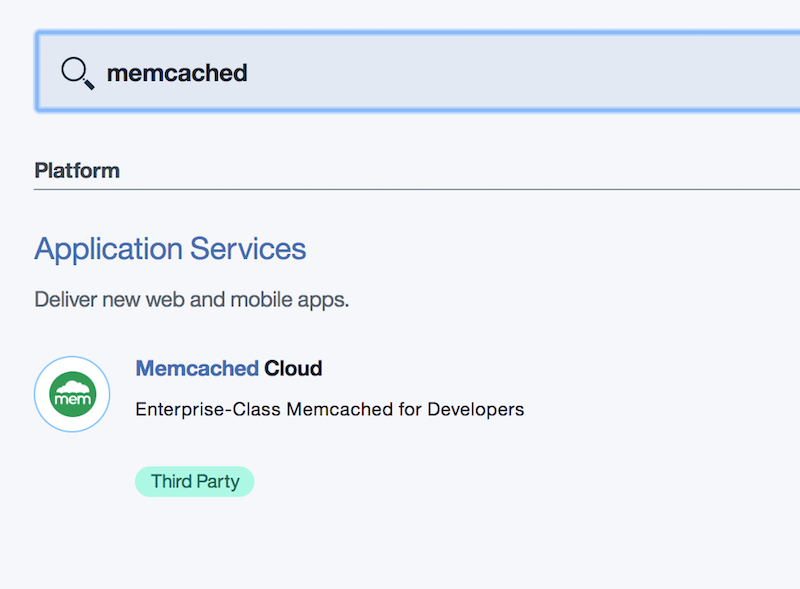 memcached
Platform
Application Services
Deliver new web and mobile apps.
mem
Memcached Cloud
Enterprise-Class Memcached for Developers
Third Party